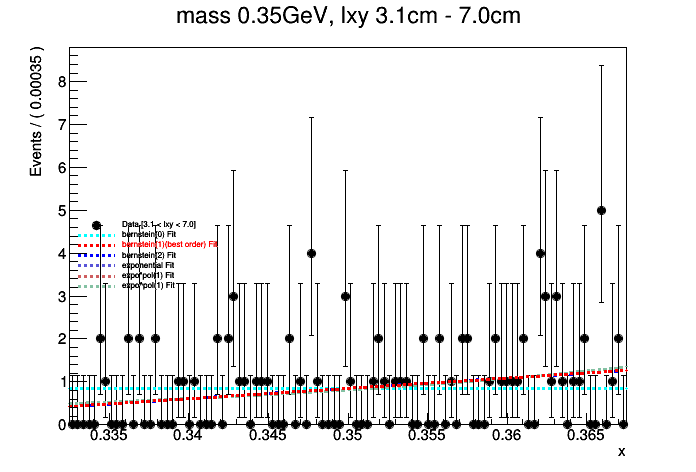 mass 0.35GeV, lxy 3.1cm - 7.0cm
Events / ( 0.00035 )
8
7
6
5
4
3
2
1
0
Data [3.1 < lxy < 7.0]
bernstein[0] Fit
bernstein[1](best order) Fit
bernstein[2] Fit
exponential Fit
expo*pol(1) Fit
expo*pol(1) Fit
0.335 0.34 0.345 0.35 0.355 0.36 0.365
x